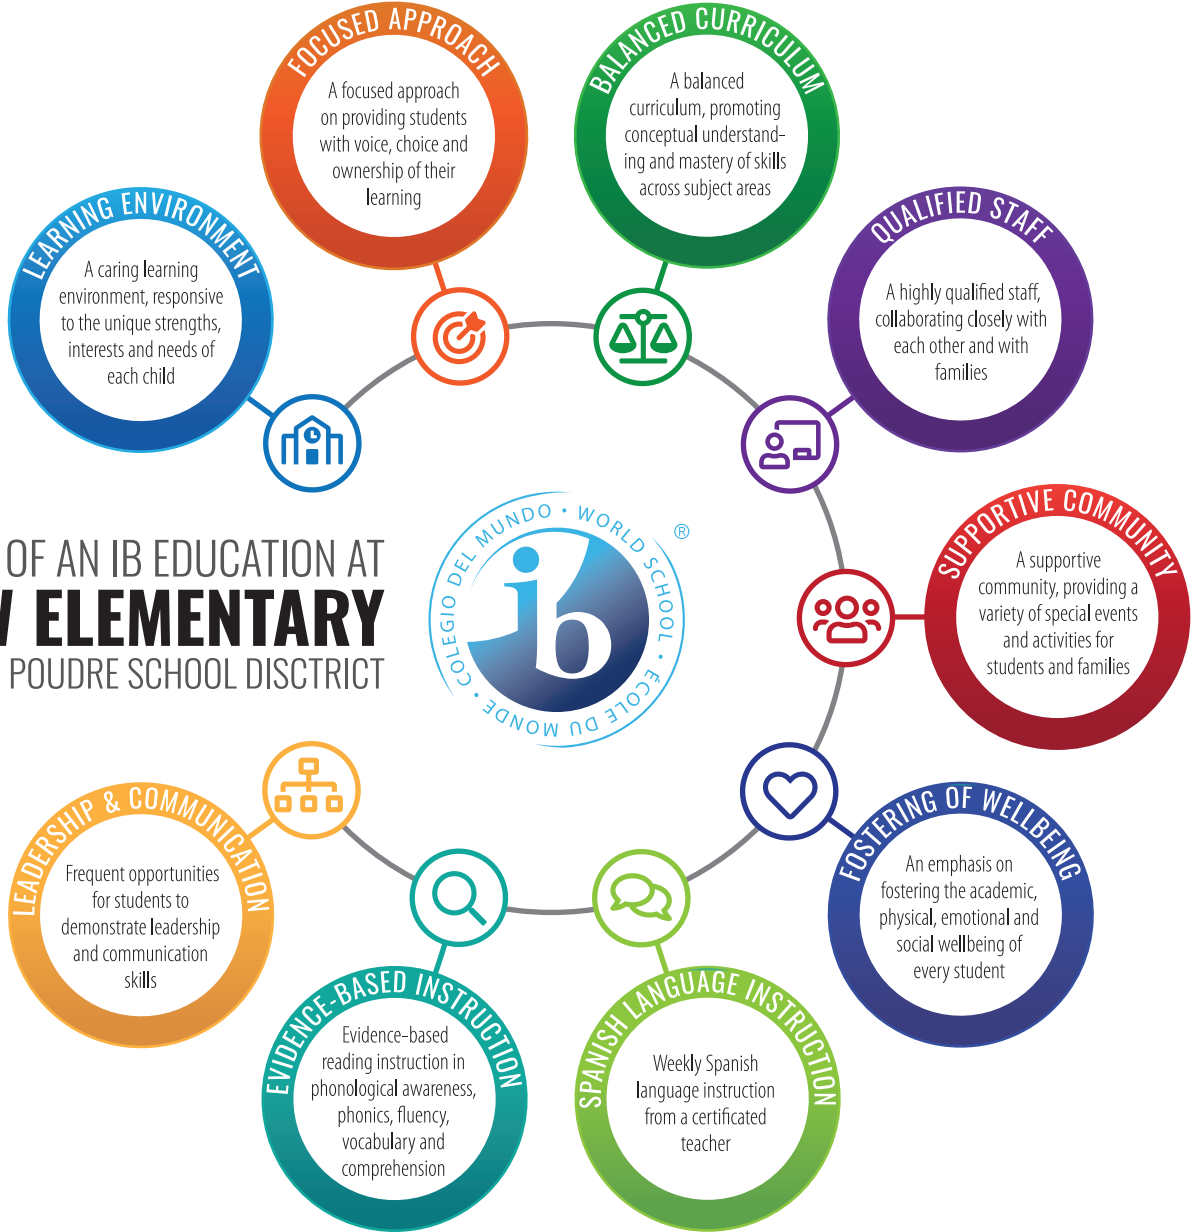 FOCUSED APPROACH
A focused approach
on providing students
with voice, choice and
ownership of their
learning
BALANCED CURRICULUM
A balanced
curriculum, promoting
conceptual understand-
ing and mastery of skills
across subject areas
LEARNING ENVIRONMENT
A caring learning
environment, responsive
to the unique strengths,
interests and needs of
each child
QUALIFIED STAFF
A highly qualified staff,
collaborating closely with
each other and with
families
OF AN IB EDUCATION AT
ELEMENTARY
POUDRE SCHOOL DISCTRICT
COLEGIO DEL MUNDO • WORLD SCHOOL • ÉCOLE DU MONDE •
ib
®
SUPPORTIVE COMMUNITY
A supportive
community, providing a
variety of special events
and activities for
students and families
LEADERSHIP & COMMUNICATION
Frequent opportunities
for students to
demonstrate leadership
and communication
skills
FOSTERING OF WELLBEING
An emphasis on
fostering the academic,
physical, emotional and
social wellbeing of
every student
EVIDENCE-BASED INSTRUCTION
Evidence-based
reading instruction in
phonological awareness,
phonics, fluency,
vocabulary and
comprehension
SPANISH LANGUAGE INSTRUCTION
Weekly Spanish
language instruction
from a certificated
teacher